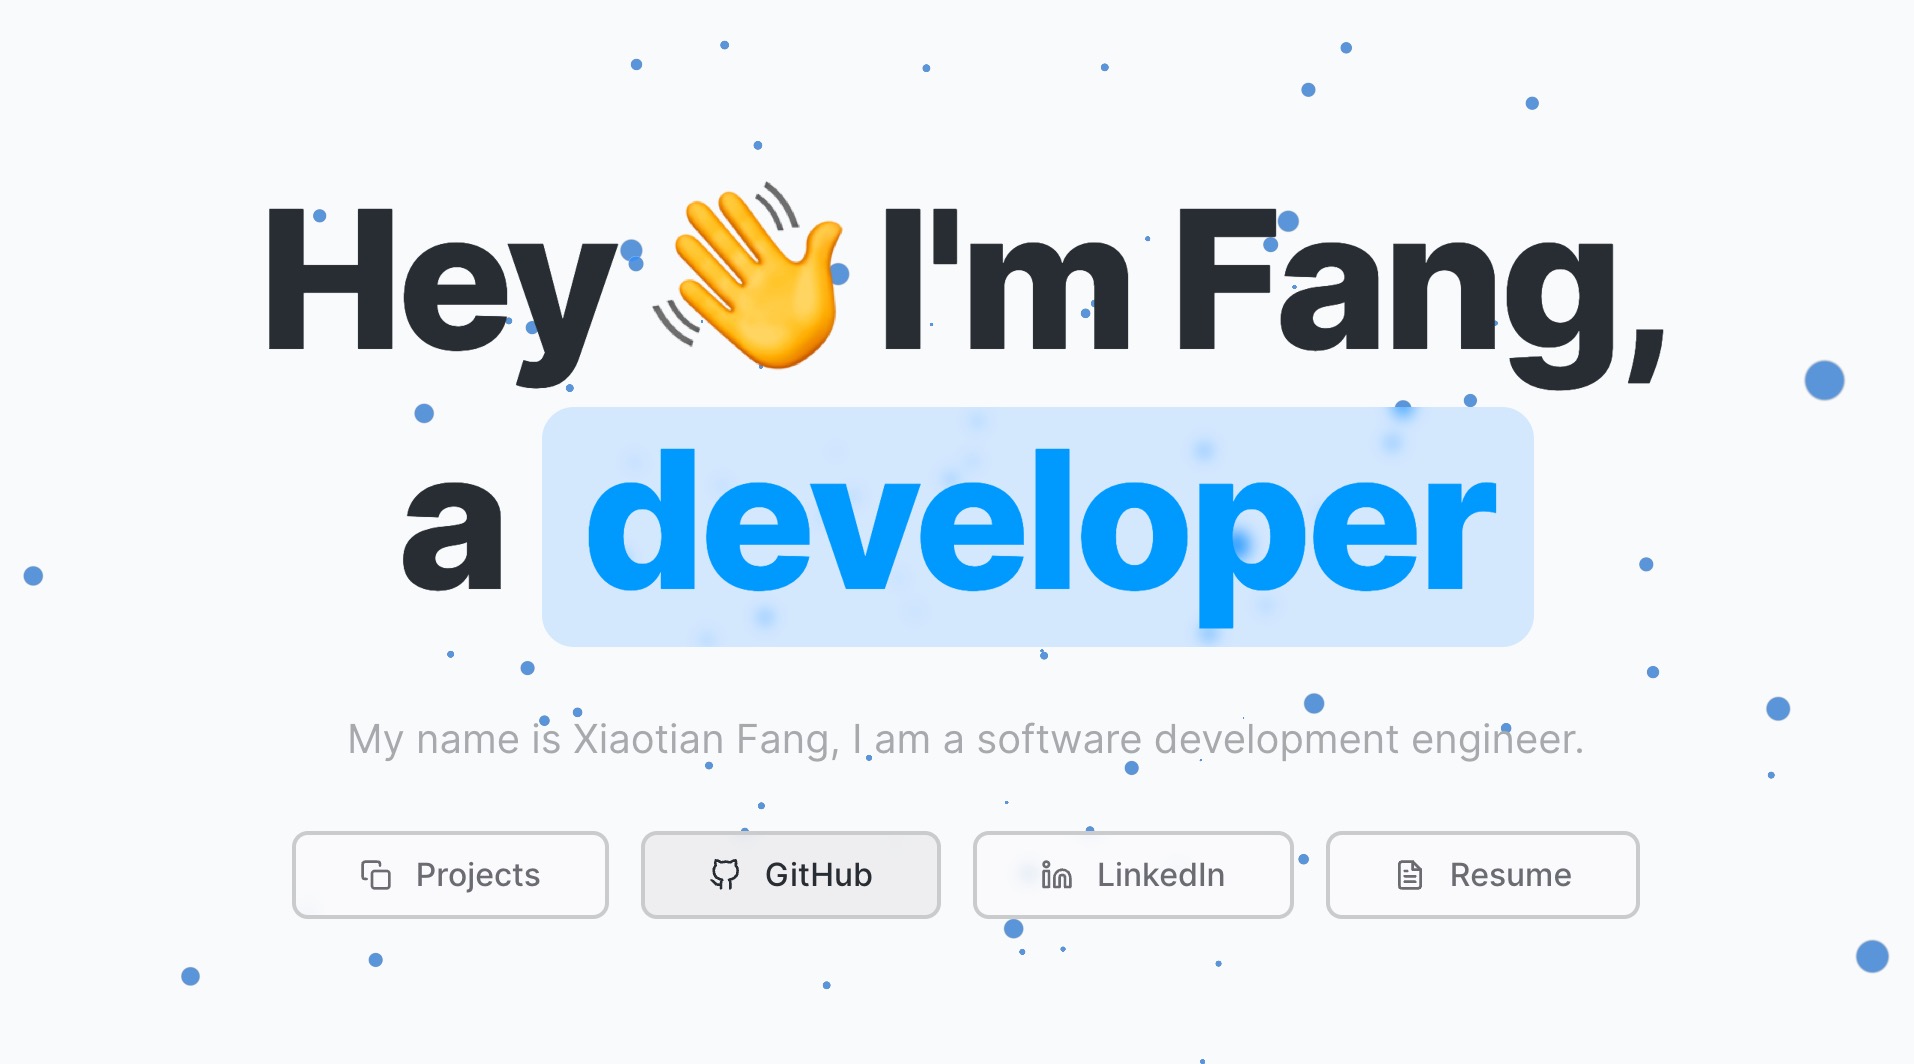 Hey 👋 I'm Fang,
a developer
My name is Xiaotian Fang, I am a software development engineer.
Projects GitHub LinkedIn Resume